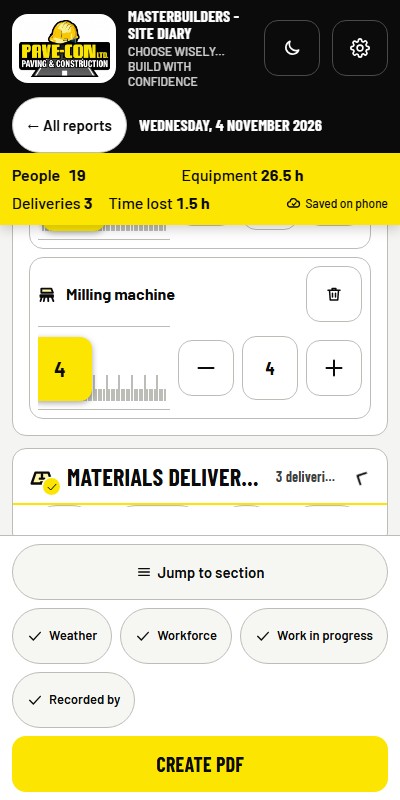 PAVE-CON LTD.
PAVING & CONSTRUCTION
MASTERBUILDERS -
SITE DIARY
CHOOSE WISELY...
BUILD WITH
CONFIDENCE
← All reports
WEDNESDAY, 4 NOVEMBER 2026
People 19
Equipment 26.5 h
Deliveries 3
Time lost 1.5 h
Saved on phone
Milling machine
4
4
MATERIALS DELIVER...
3 deliveri...
Jump to section
Weather
Workforce
Work in progress
Recorded by
CREATE PDF